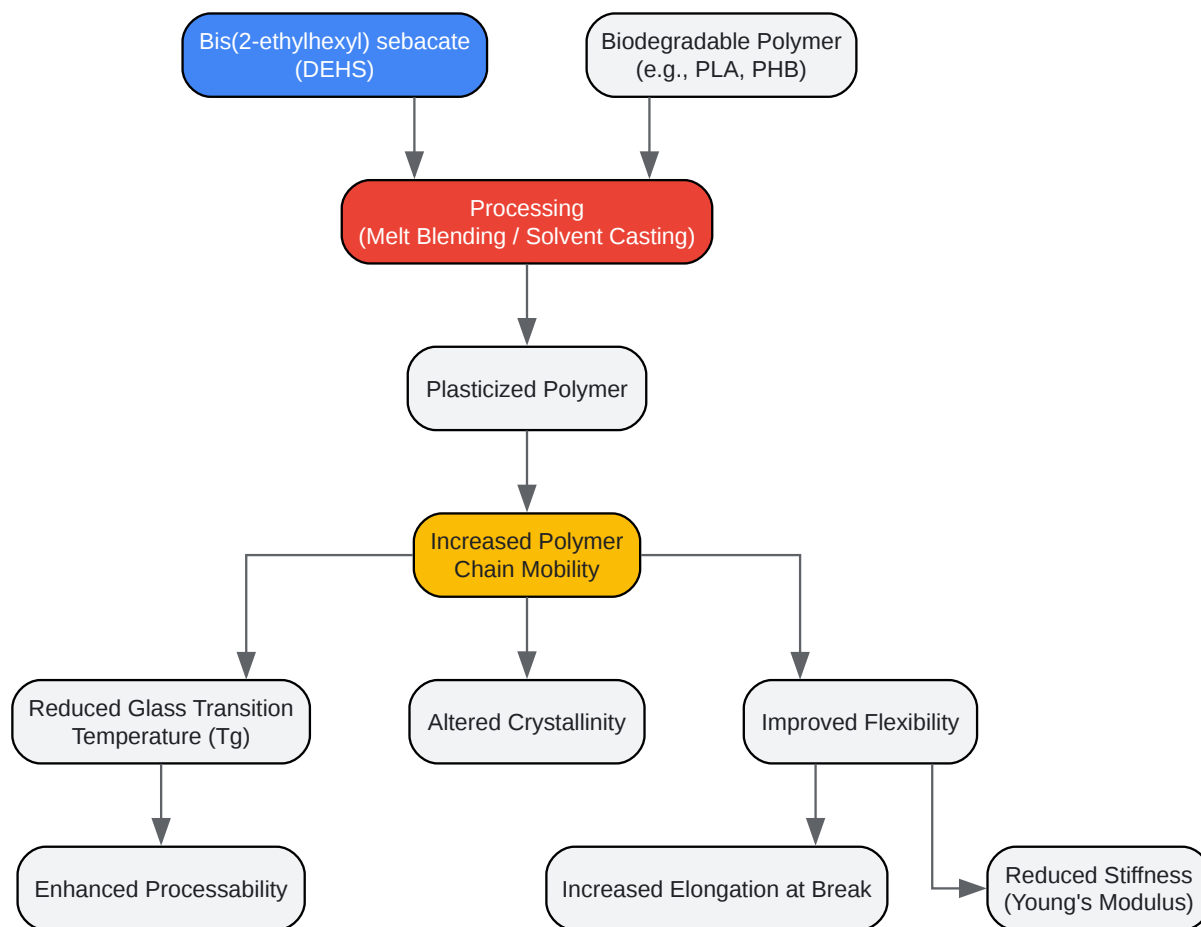 Bis(2-ethylhexyl) sebacate
(DEHS)
Biodegradable Polymer
(e.g., PLA, PHB)
Processing
(Melt Blending / Solvent Casting)
Plasticized Polymer
Increased Polymer
Chain Mobility
Reduced Glass Transition
Temperature (Tg)
Altered Crystallinity
Improved Flexibility
Enhanced Processability
Increased Elongation at Break
Reduced Stiffness
(Young's Modulus)